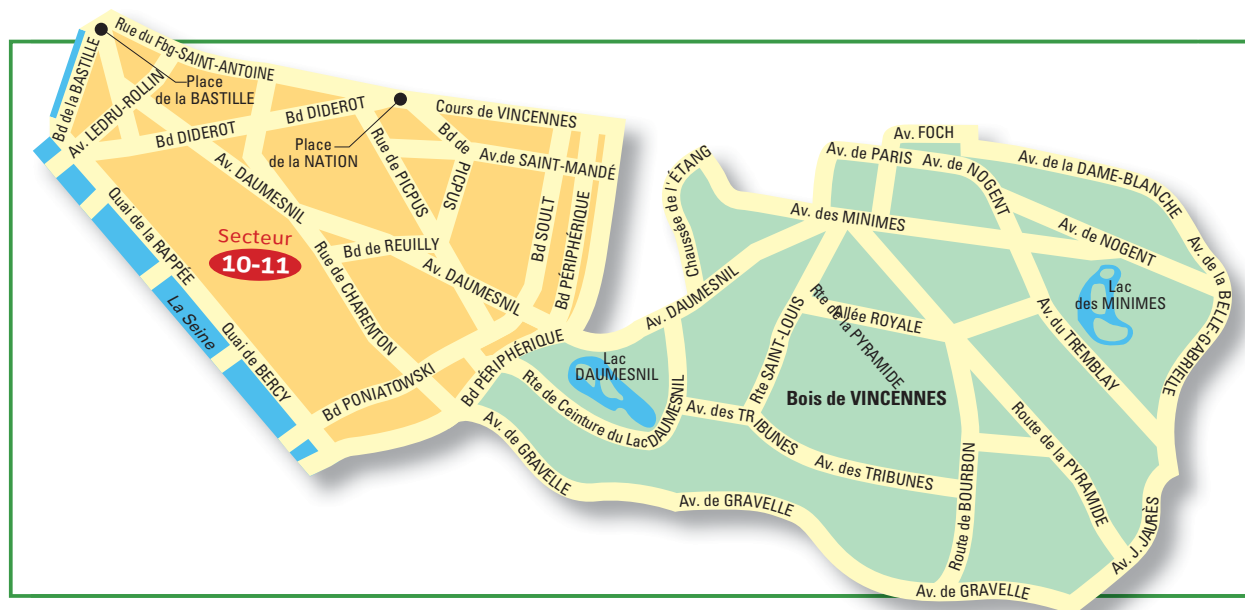 Rue du Fbg-SAINT-ANTOINE
Bd de la BASTILLE
Place
de la BASTILLE
Av. LEDRU-ROLLIN
Bd DIDEROT
Bd DIDEROT
Place
de la NATION
Cours de VINCENNES
Bd de PICPUS
Av.de SAINT-MANDÉ
Rue de PICPUS
Av. DAUMESNIL
Quai de la RAPPÉE
Secteur
10-11
Bd de REUILLY
Rue de CHARENTON
Av. DAUMESNIL
Bd SOULT
Bd PÉRIPHÉRIQUE
La Seine
Quai de BERCY
Bd PONIATOWSKI
Bd PÉRIPHÉRIQUE
Chaussée de l'ÉTANG
Av. FOCH
Av. de PARIS
Av. de NOGENT
Av. de la DAME-BLANCHE
Av. des MINIMES
Av. de NOGENT
Av. de la BELLE-GABRIELLE
Av. DAUMESNIL
Lac
des MINIMES
Rte de la PYRAMIDE
Allée ROYALE
Av. du TREMBLAY
Rte SAINT-LOUIS
Lac
DAUMESNIL
Rte de Ceinture du Lac DAUMESNIL
Bois de VINCENNES
Av. des TRIBUNES
Av. des TRIBUNES
Av. de GRAVELLE
Av. de GRAVELLE
Route de BOURBON
Route de la PYRAMIDE
Av. J. JAURÈS
Av. de GRAVELLE